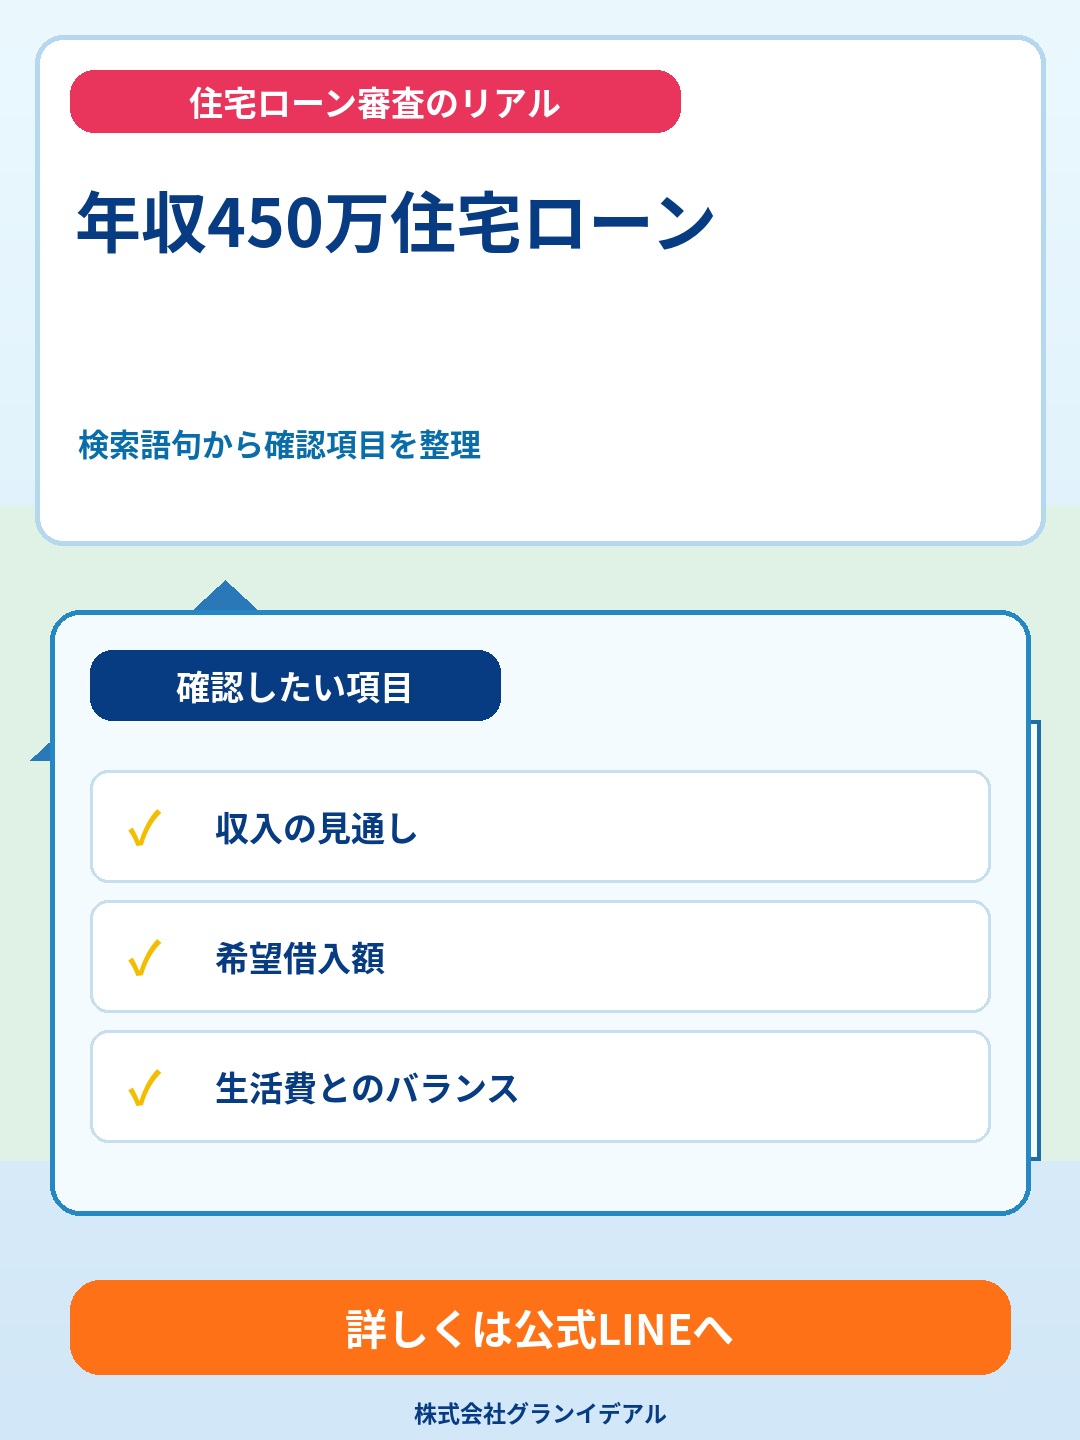 住宅ローン審査のリアル
年収450万住宅ローン
検索語句から確認項目を整理
確認したい項目
✓ 収入の見通し
✓ 希望借入額
✓ 生活費とのバランス
詳しくは公式LINEへ
株式会社グランイデアル